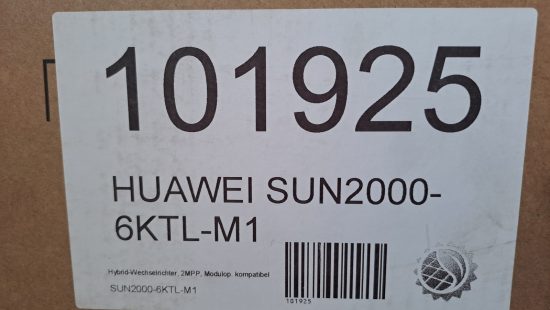 101925
HUAWEI SUN2000-
6KTL-M1
Hybrid-Wechselrichter, 2MPP, Modulop. kompatibel
SUN2000-6KTL-M1
101925